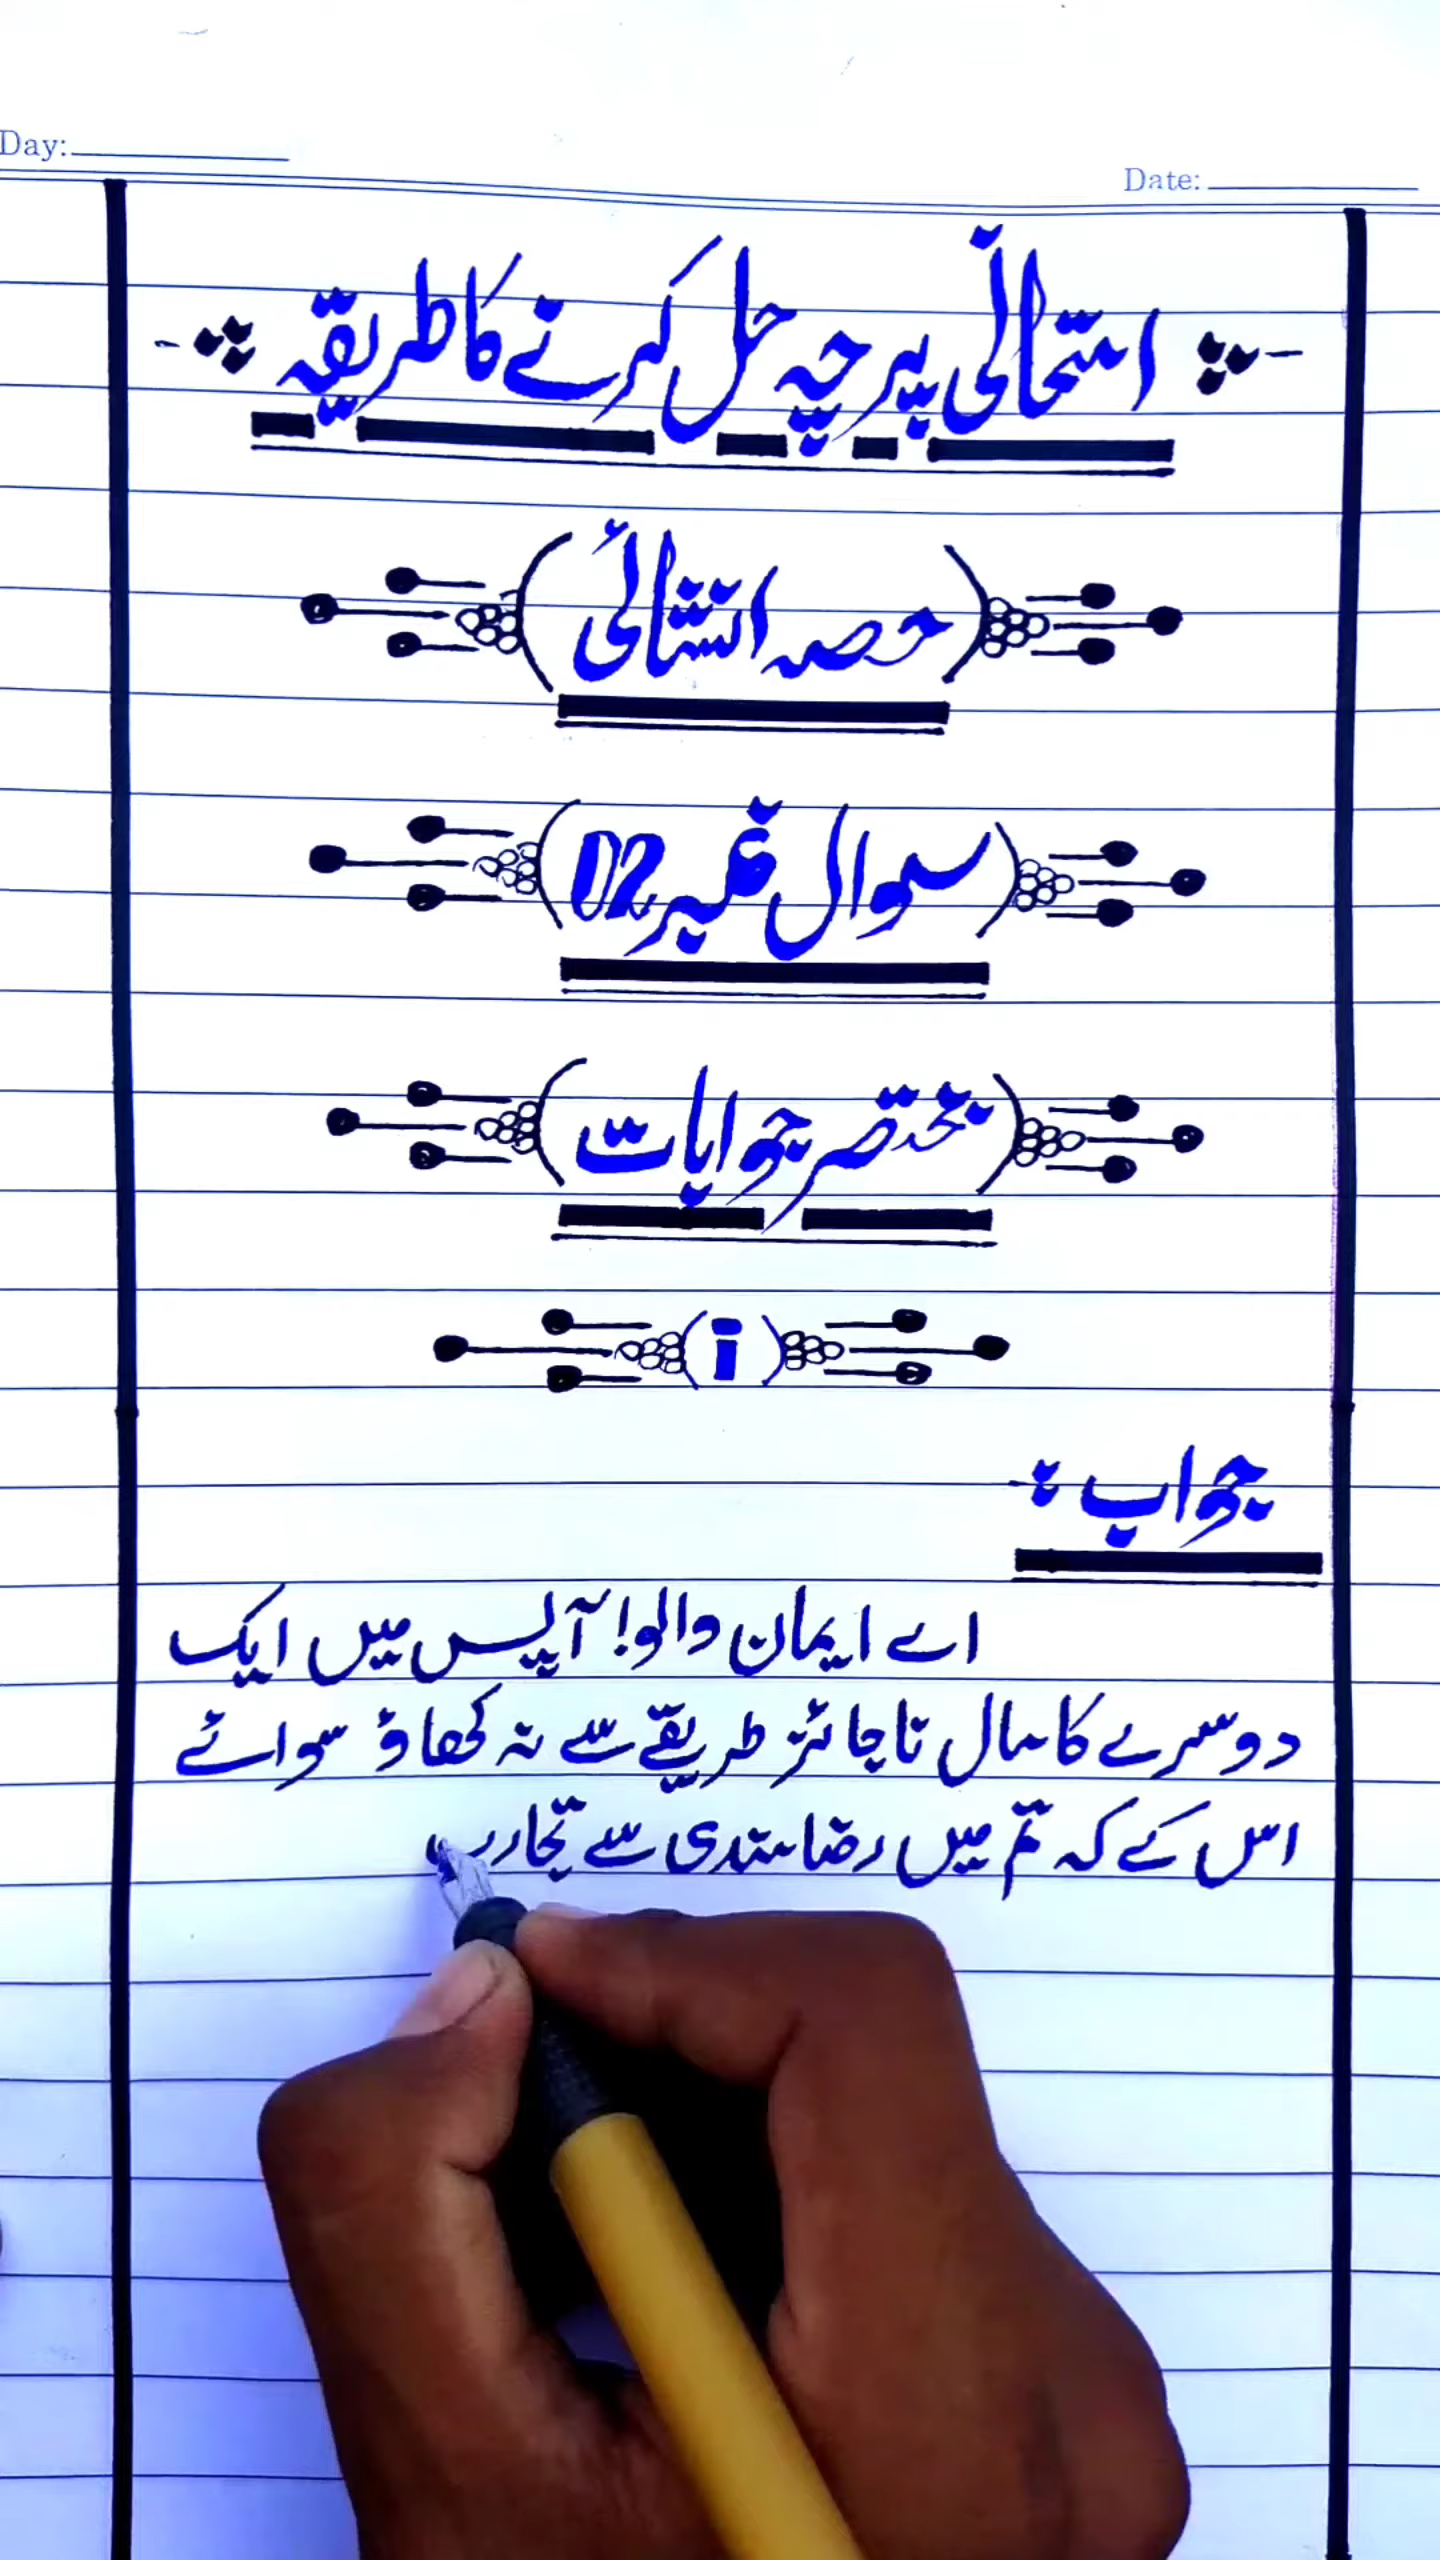 Day:
Date:
امتحانی پرچہ حل کرنے کا طریقہ
(حصہ انشائی)
(سوال نمبر 02)
(مختصر جوابات)
(i)
جواب :-
اے ایمان والو! آپس میں ایک
دوسرے کا مال ناجائز طریقے سے نہ کھاؤ سوائے
اس کے کہ تم میں رضامندی سے تجارت